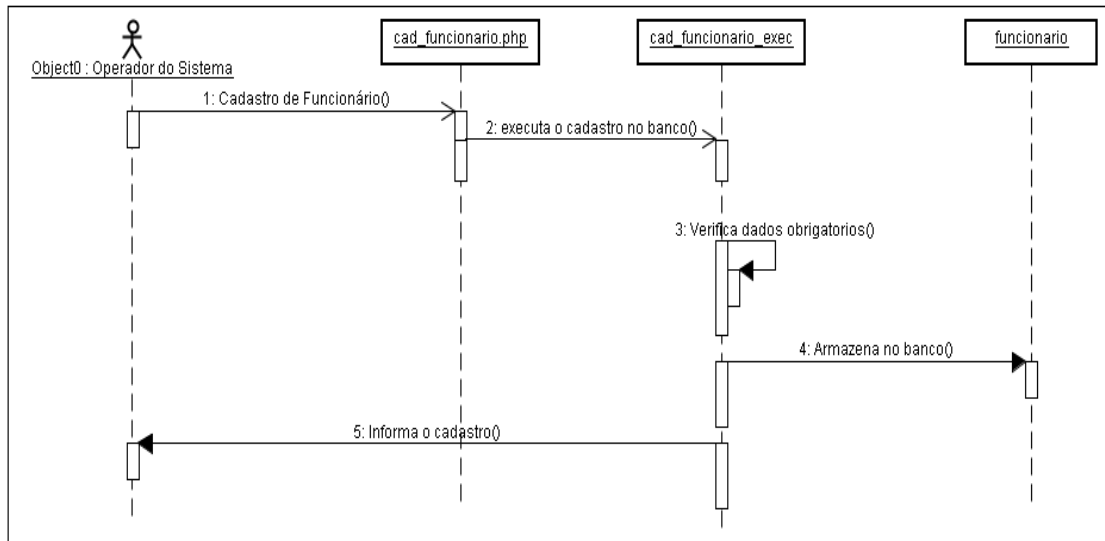 cad_funcionario.php
cad_funcionario_exec
funcionario
Object0 : Operador do Sistema
1: Cadastro de Funcionário()
2: executa o cadastro no banco()
3: Verifica dados obrigatorios()
4: Armazena no banco()
5: Informa o cadastro()